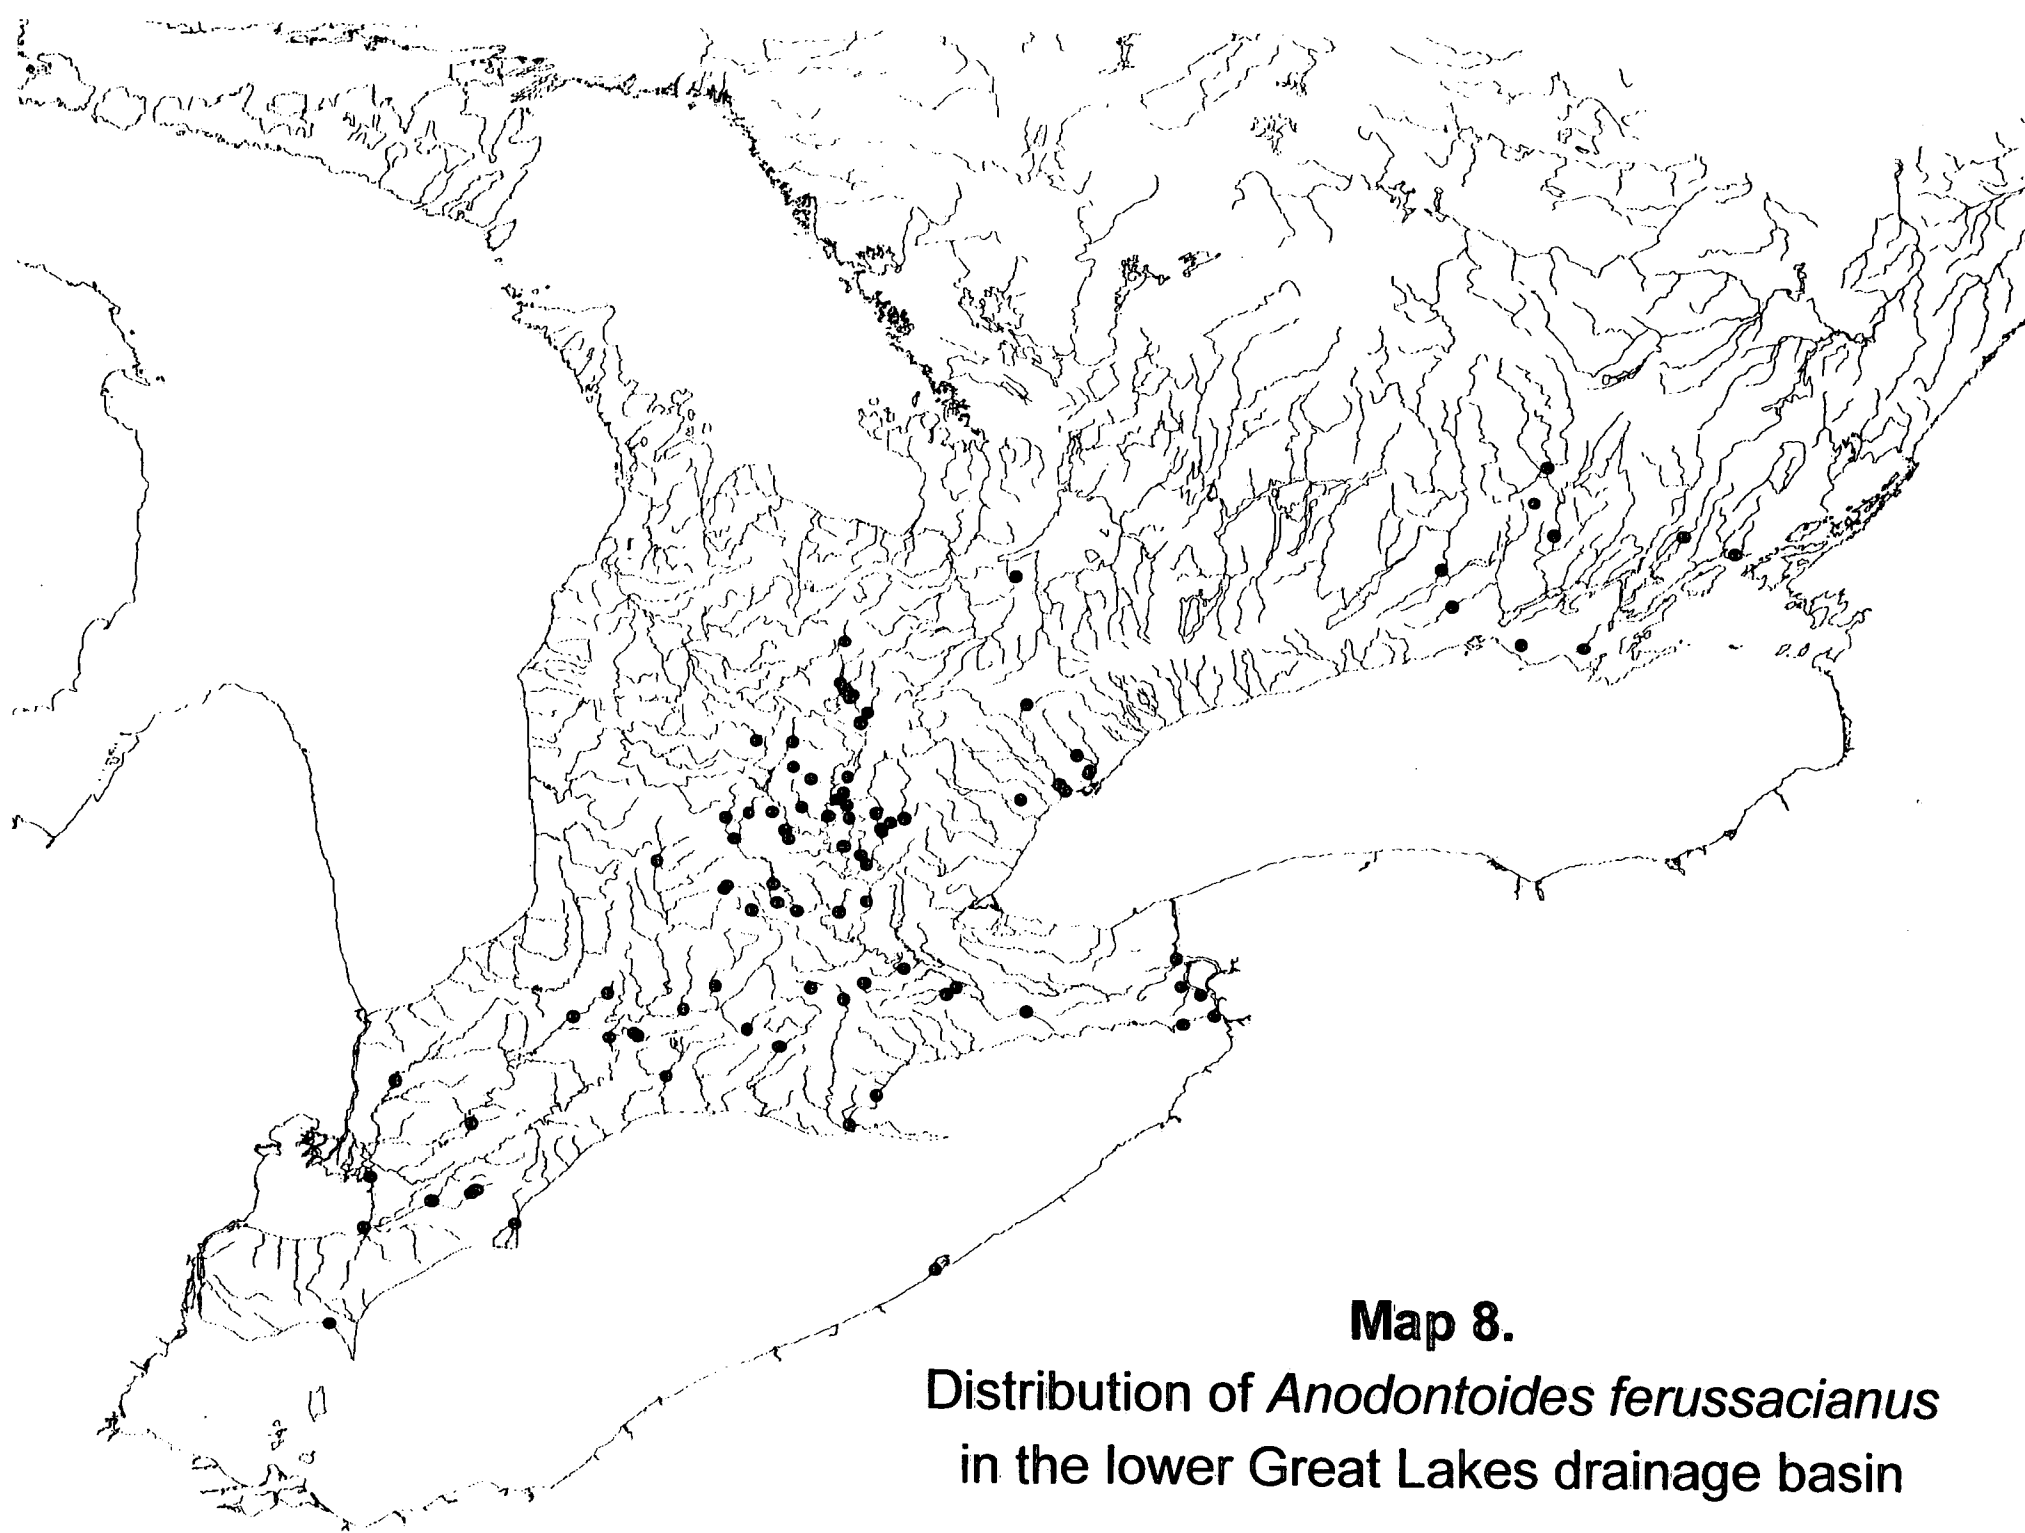 Map 8.
Distribution of Anodontoides ferussacianus
in the lower Great Lakes drainage basin